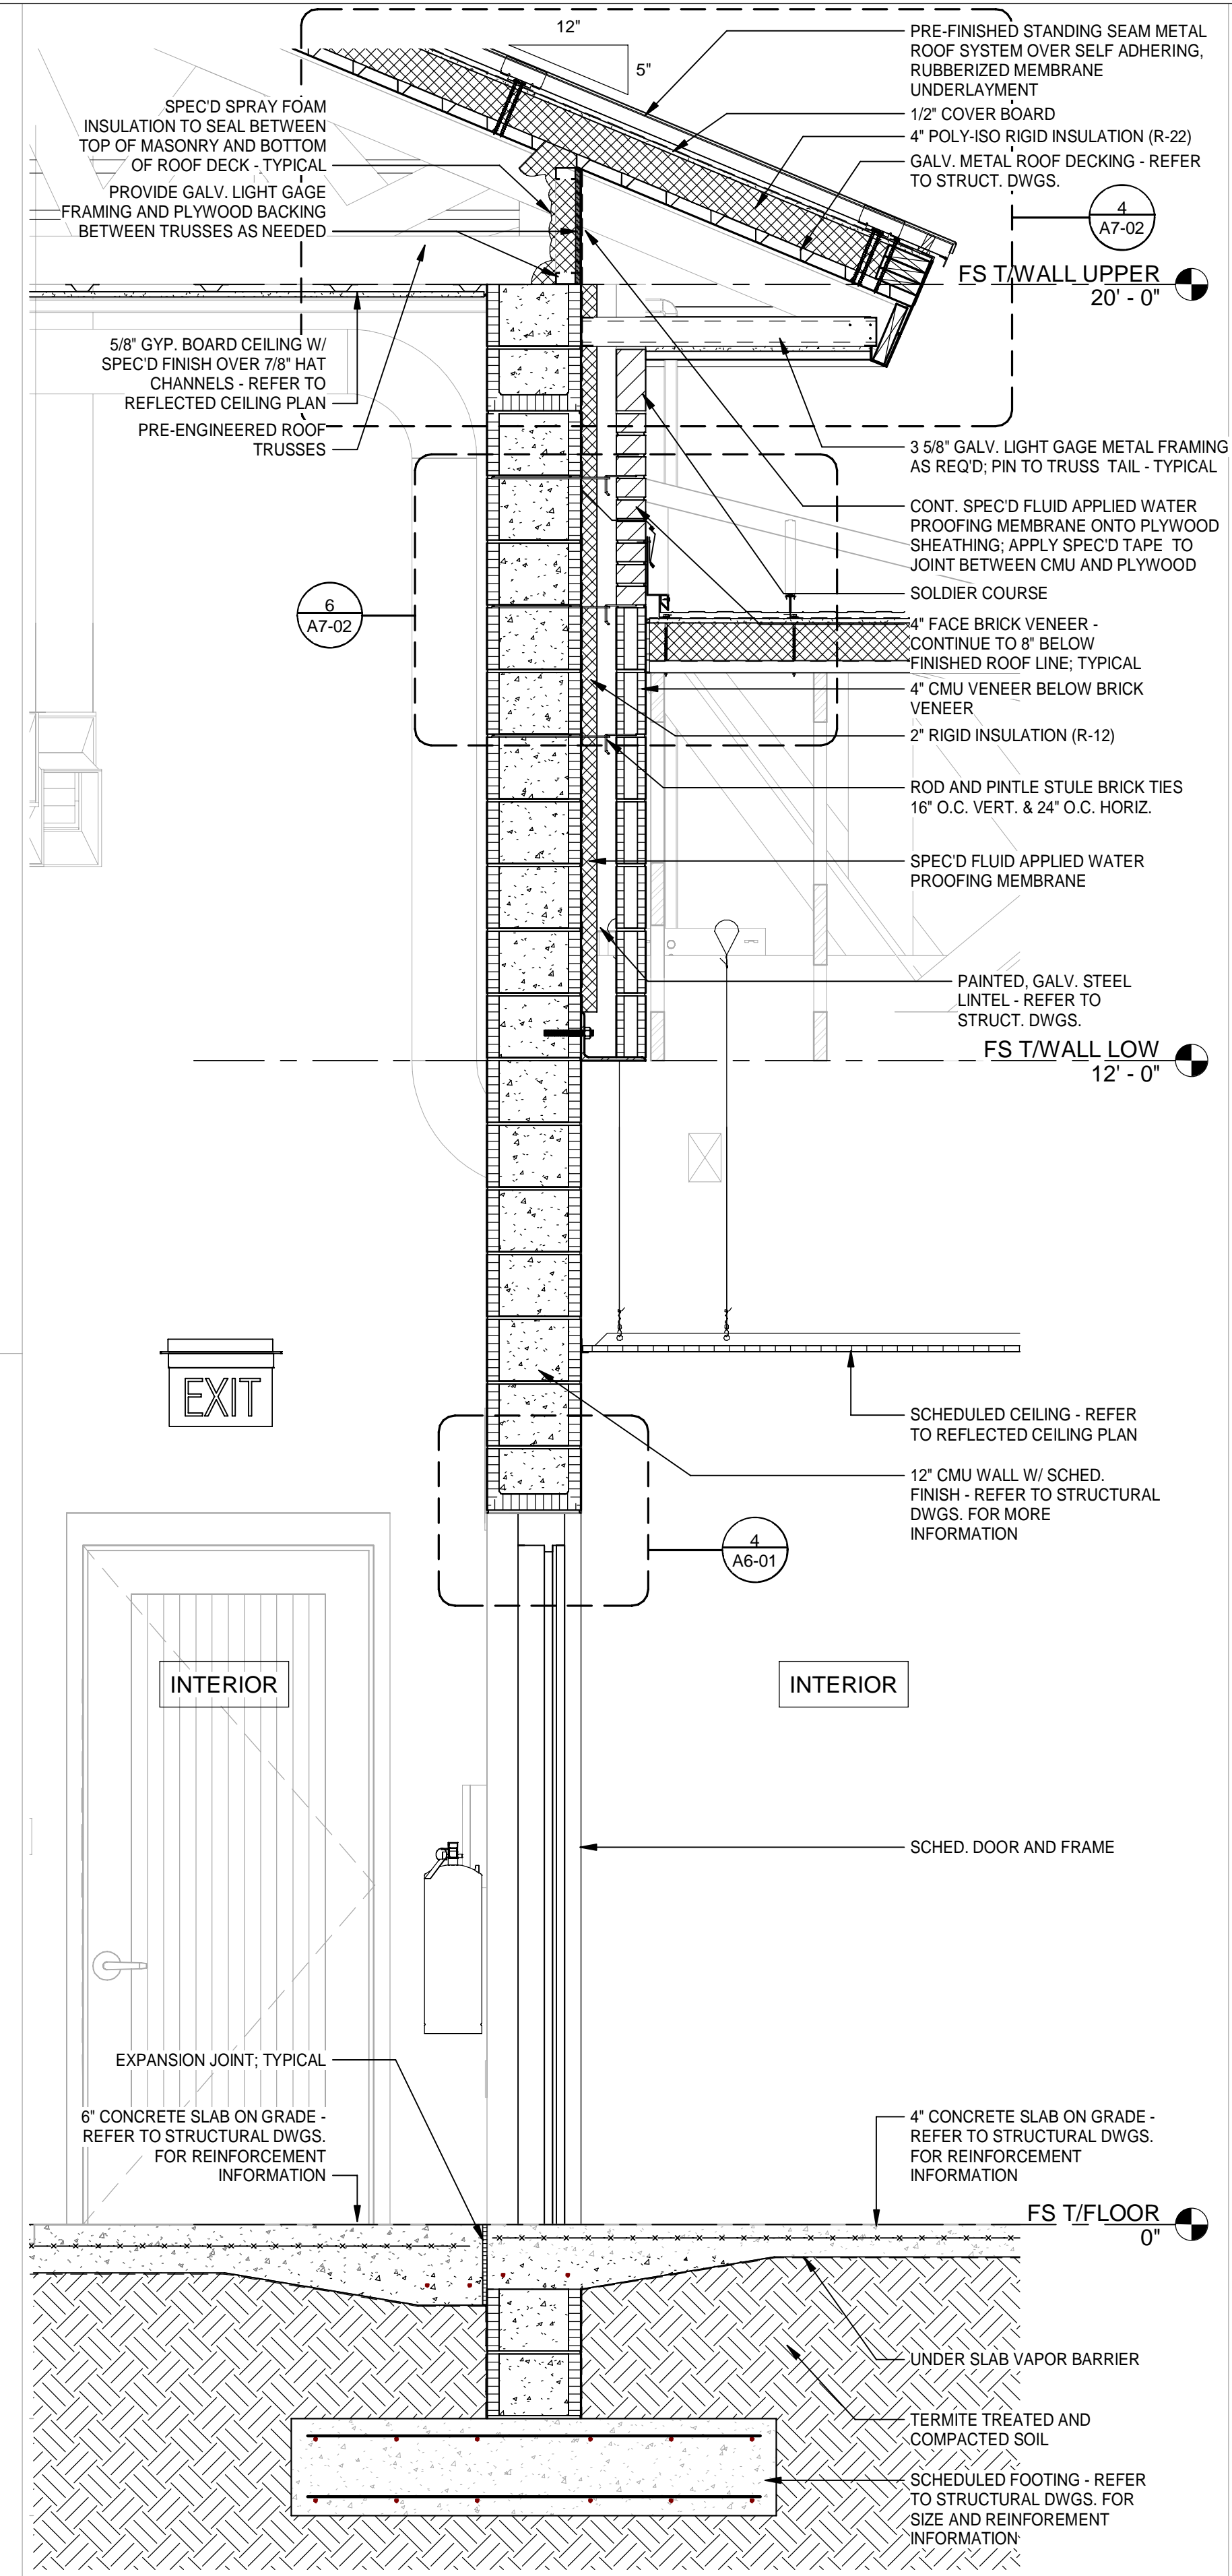 12"
5"
PRE-FINISHED STANDING SEAM METAL
ROOF SYSTEM OVER SELF ADHERING,
RUBBERIZED MEMBRANE
UNDERLAYMENT
1/2" COVER BOARD
4" POLY-ISO RIGID INSULATION (R-22)
GALV. METAL ROOF DECKING - REFER
TO STRUCT. DWGS.
SPEC'D SPRAY FOAM
INSULATION TO SEAL BETWEEN
TOP OF MASONRY AND BOTTOM
OF ROOF DECK - TYPICAL
PROVIDE GALV. LIGHT GAGE
FRAMING AND PLYWOOD BACKING
BETWEEN TRUSSES AS NEEDED
4
A7-02
FS T/WALL UPPER
20' - 0"
5/8" GYP. BOARD CEILING W/
SPEC'D FINISH OVER 7/8" HAT
CHANNELS - REFER TO
REFLECTED CEILING PLAN
PRE-ENGINEERED ROOF
TRUSSES
3 5/8" GALV. LIGHT GAGE METAL FRAMING
AS REQ'D; PIN TO TRUSS TAIL - TYPICAL
CONT. SPEC'D FLUID APPLIED WATER
PROOFING MEMBRANE ONTO PLYWOOD
SHEATHING; APPLY SPEC'D TAPE TO
JOINT BETWEEN CMU AND PLYWOOD
SOLDIER COURSE
6
A7-02
4" FACE BRICK VENEER -
CONTINUE TO 8" BELOW
FINISHED ROOF LINE; TYPICAL
4" CMU VENEER BELOW BRICK
VENEER
2" RIGID INSULATION (R-12)
ROD AND PINTLE STULE BRICK TIES
16" O.C. VERT. & 24" O.C. HORIZ.
SPEC'D FLUID APPLIED WATER
PROOFING MEMBRANE
PAINTED, GALV. STEEL
LINTEL - REFER TO
STRUCT. DWGS.
FS T/WALL LOW
12' - 0"
EXIT
SCHEDULED CEILING - REFER
TO REFLECTED CEILING PLAN
12" CMU WALL W/ SCHED.
FINISH - REFER TO STRUCTURAL
DWGS. FOR MORE
INFORMATION
4
A6-01
INTERIOR
INTERIOR
SCHED. DOOR AND FRAME
EXPANSION JOINT; TYPICAL
6" CONCRETE SLAB ON GRADE -
REFER TO STRUCTURAL DWGS.
FOR REINFORCEMENT
INFORMATION
4" CONCRETE SLAB ON GRADE -
REFER TO STRUCTURAL DWGS.
FOR REINFORCEMENT
INFORMATION
FS T/FLOOR
0"
UNDER SLAB VAPOR BARRIER
TERMITE TREATED AND
COMPACTED SOIL
SCHEDULED FOOTING - REFER
TO STRUCTURAL DWGS. FOR
SIZE AND REINFOREMENT
INFORMATION